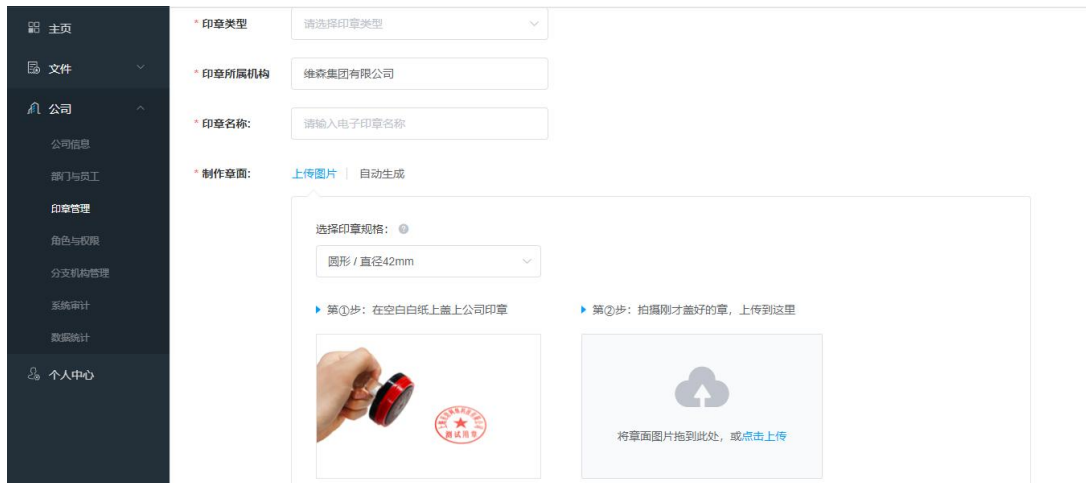 主页
文件
公司
公司信息
部门与员工
印章管理
角色与权限
分支机构管理
系统审计
数据统计
个人中心
* 印章类型 请选择印章类型
* 印章所属机构 维森集团有限公司
* 印章名称: 请输入电子印章名称
* 制作章面: 上传图片 | 自动生成
选择印章规格:
圆形 / 直径42mm
第①步：在空白白纸上盖上公司印章
第②步：拍摄刚才盖好的章，上传到这里
测试用章
将章面图片拖到此处，或点击上传